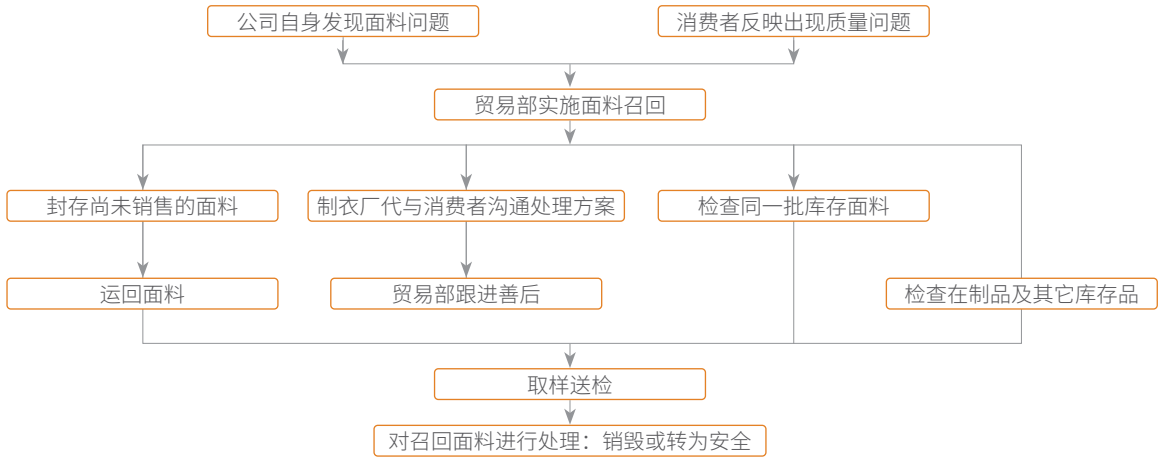 公司自身发现面料问题
消费者反映出现质量问题
贸易部实施面料召回
封存尚未销售的面料
制衣厂代与消费者沟通处理方案
检查同一批库存面料
运回面料
贸易部跟进善后
检查在制品及其它库存品
取样送检
对召回面料进行处理：销毁或转为安全